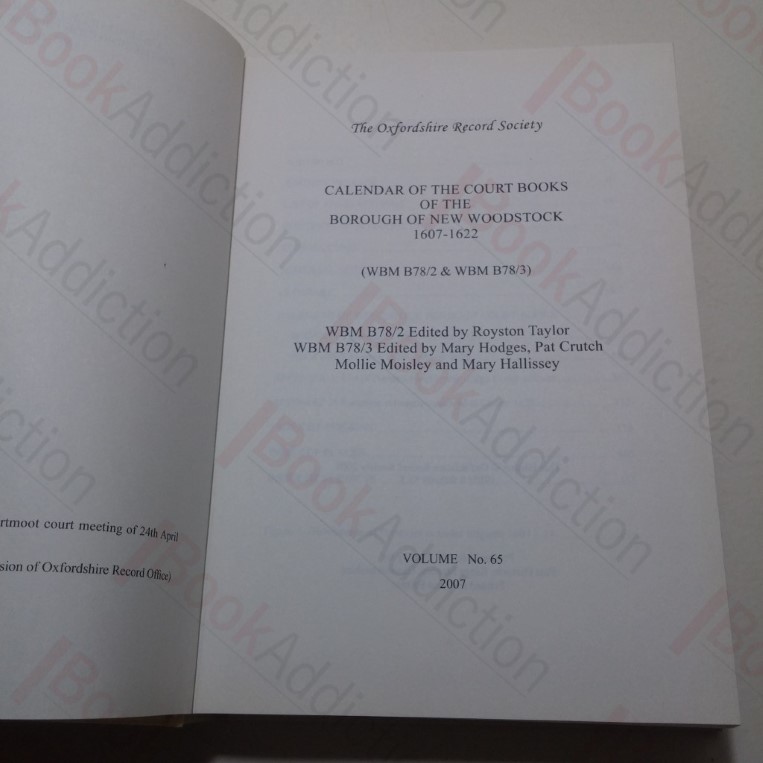 rtmoot court meeting of 24th April
sion of Oxfordshire Record Office)
The Oxfordshire Record Society
CALENDAR OF THE COURT BOOKS
OF THE
BOROUGH OF NEW WOODSTOCK
1607-1622
(WBM B78/2 & WBM B78/3)
WBM B78/2 Edited by Royston Taylor
WBM B78/3 Edited by Mary Hodges, Pat Crutch
Mollie Moisley and Mary Hallissey
VOLUME No. 65
2007
BookAddiction